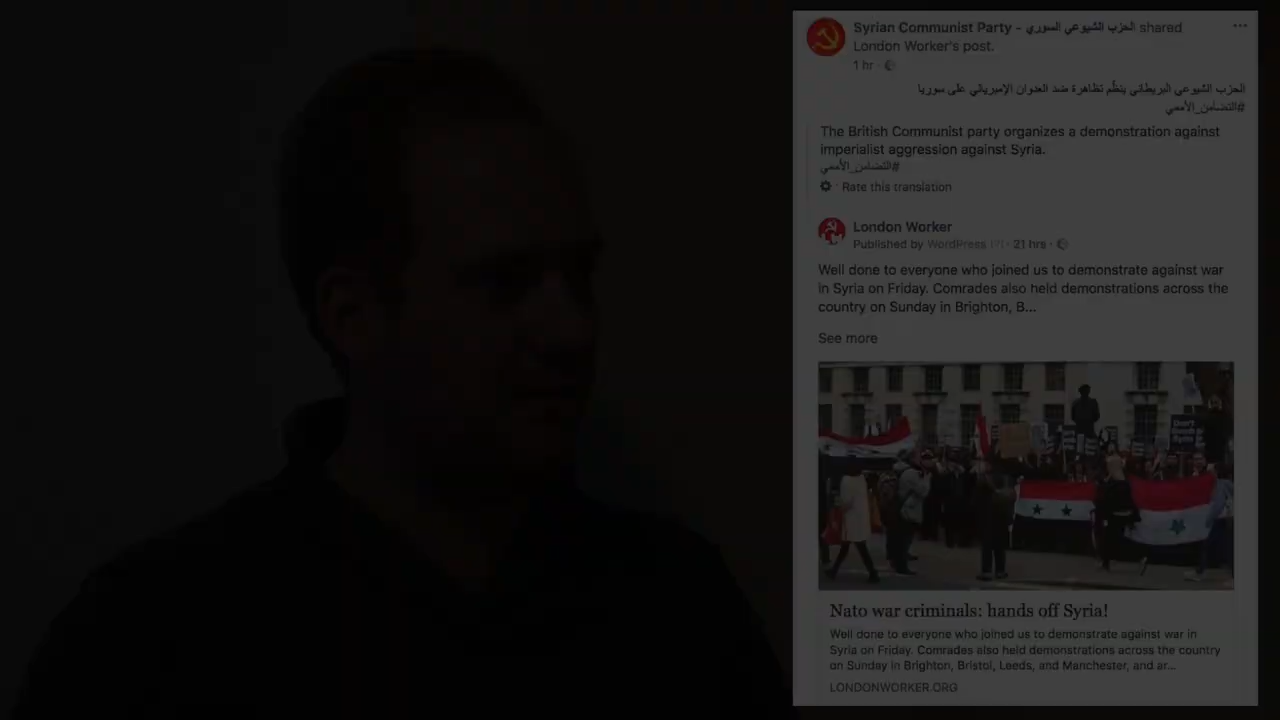 Syrian Communist Party - الحزب الشيوعي السوري shared
London Worker's post.
1 hr ·
الحزب الشيوعي البريطاني ينظّم تظاهرة ضد العدوان الإمبريالي على سوريا
#التضامن_الأممي
The British Communist party organizes a demonstration against
imperialist aggression against Syria.
#التضامن_الأممي
· Rate this translation
London Worker
Published by WordPress [?] · 21 hrs ·
Well done to everyone who joined us to demonstrate against war
in Syria on Friday. Comrades also held demonstrations across the
country on Sunday in Brighton, B...
See more
Nato war criminals: hands off Syria!
Well done to everyone who joined us to demonstrate against war in
Syria on Friday. Comrades also held demonstrations across the country
on Sunday in Brighton, Bristol, Leeds, and Manchester, and ar...
LONDONWORKER.ORG